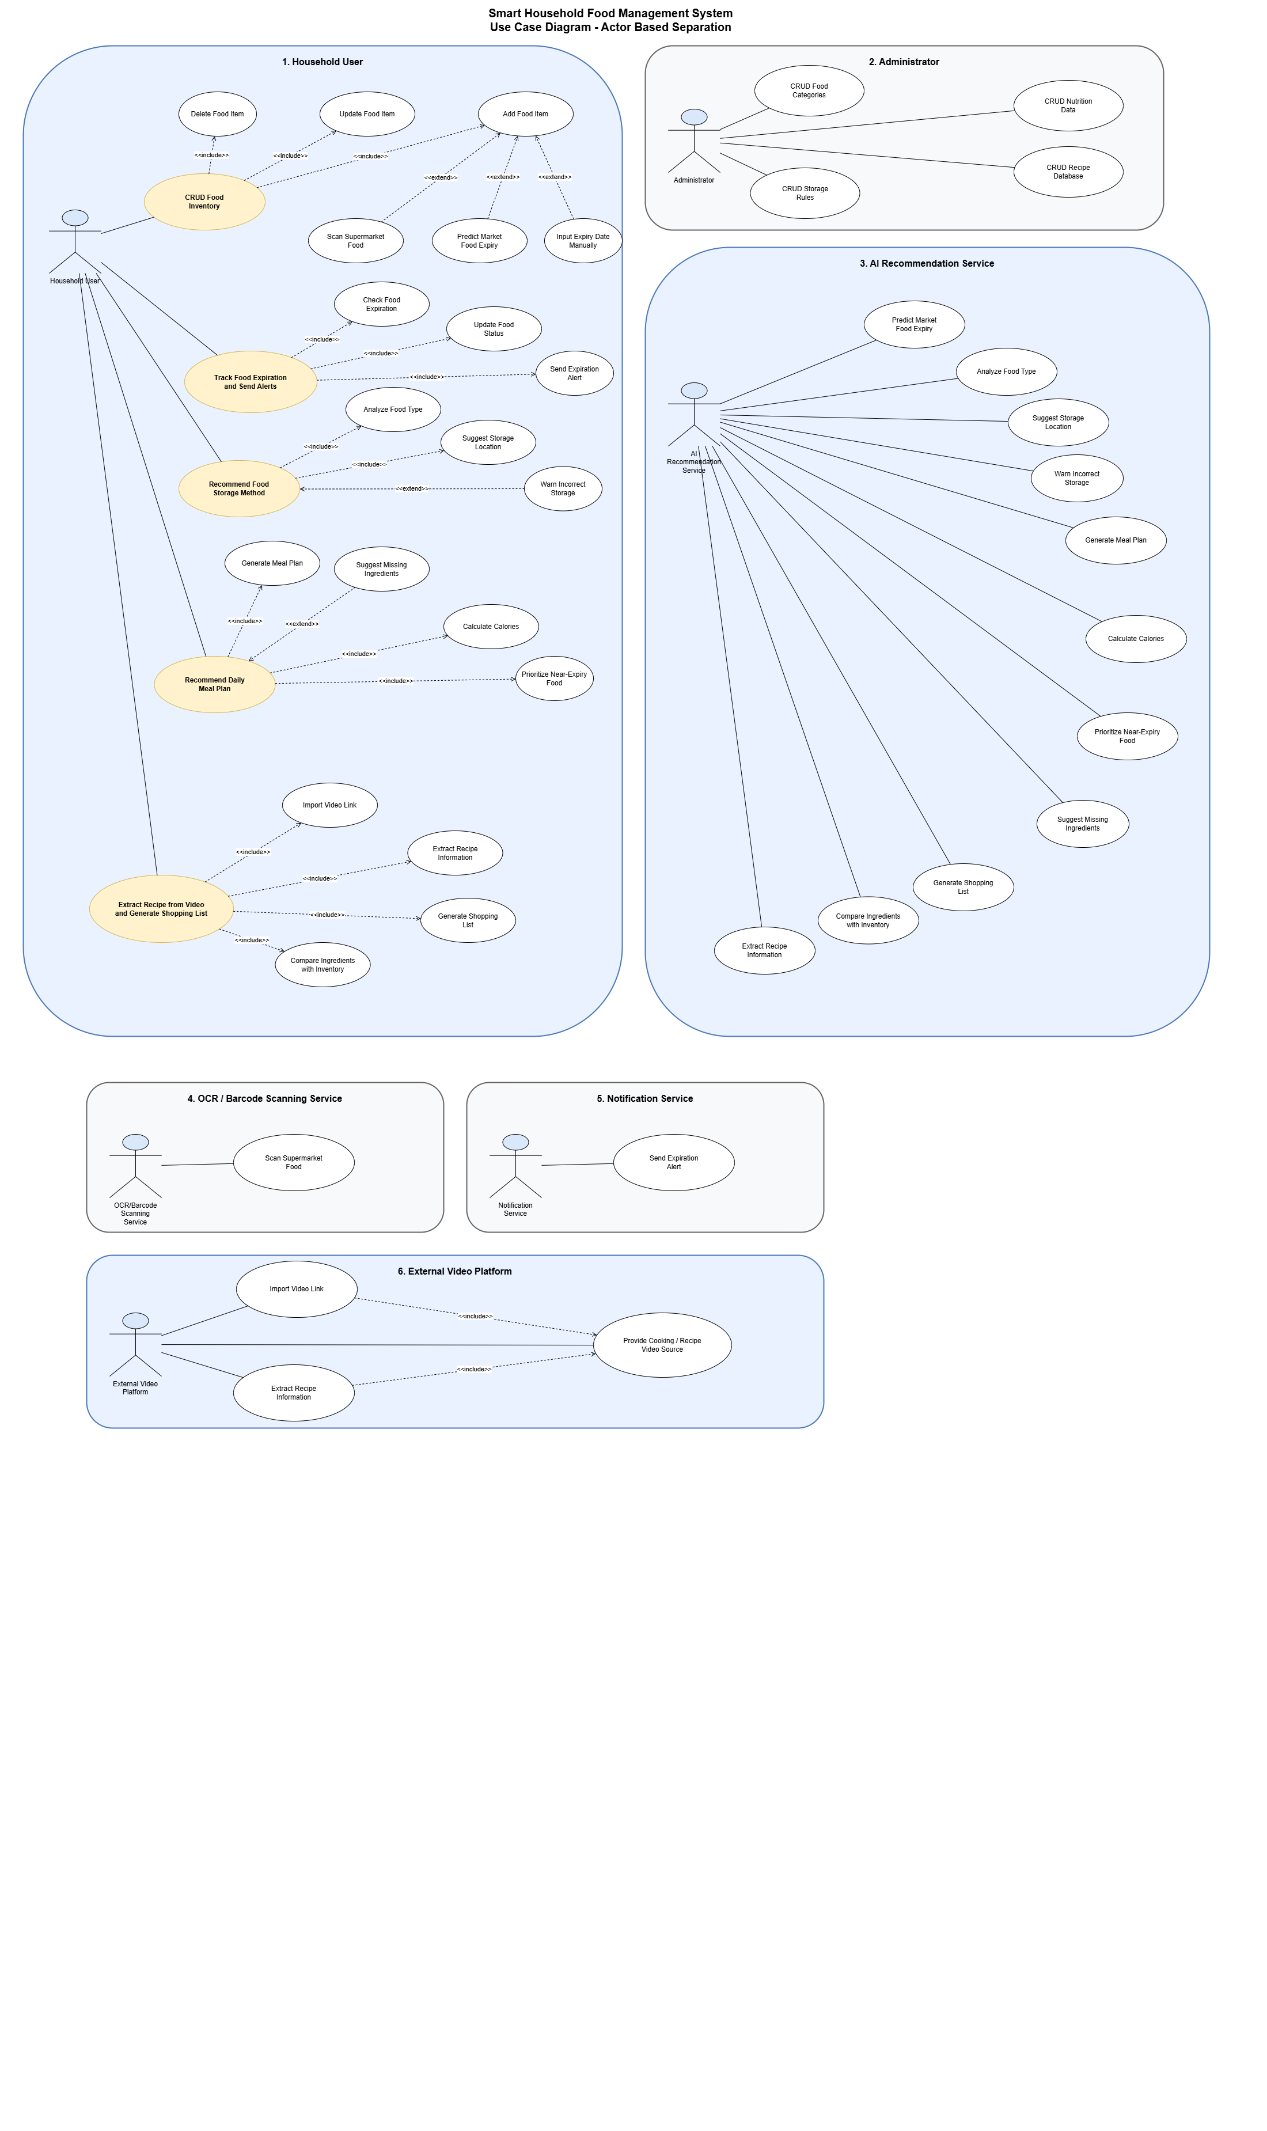 Smart Household Food Management System
Use Case Diagram - Actor Based Separation
1. Household User
Delete Food Item
Update Food Item
Add Food Item
<<include>>
<<include>>
<<include>>
<<extend>>
<<extend>>
<<extend>>
CRUD Food
Inventory
Scan Supermarket
Food
Predict Market
Food Expiry
Input Expiry Date
Manually
Household User
Check Food
Expiration
Update Food
Status
<<include>>
<<include>>
Send Expiration
Alert
<<include>>
Track Food Expiration
and Send Alerts
Analyze Food Type
Suggest Storage
Location
<<include>>
<<include>>
Recommend Food
Storage Method
<<extend>>
Warn Incorrect
Storage
Generate Meal Plan
Suggest Missing
Ingredients
<<include>>
<<extend>>
Calculate Calories
<<include>>
Recommend Daily
Meal Plan
<<include>>
Prioritize Near-Expiry
Food
Import Video Link
<<include>>
Extract Recipe
Information
<<include>>
Extract Recipe from Video
and Generate Shopping List
<<include>>
Generate Shopping
List
<<include>>
Compare Ingredients
with Inventory
2. Administrator
CRUD Food
Categories
CRUD Nutrition
Data
CRUD Recipe
Database
Administrator
CRUD Storage
Rules
3. AI Recommendation Service
Predict Market
Food Expiry
Analyze Food Type
Suggest Storage
Location
AI
Recommendation
Service
Warn Incorrect
Storage
Generate Meal Plan
Calculate Calories
Prioritize Near-Expiry
Food
Suggest Missing
Ingredients
Generate Shopping
List
Compare Ingredients
with Inventory
Extract Recipe
Information
4. OCR / Barcode Scanning Service
Scan Supermarket
Food
OCR/Barcode
Scanning
Service
5. Notification Service
Send Expiration
Alert
Notification
Service
6. External Video Platform
Import Video Link
<<include>>
Provide Cooking / Recipe
Video Source
<<include>>
External Video
Platform
Extract Recipe
Information